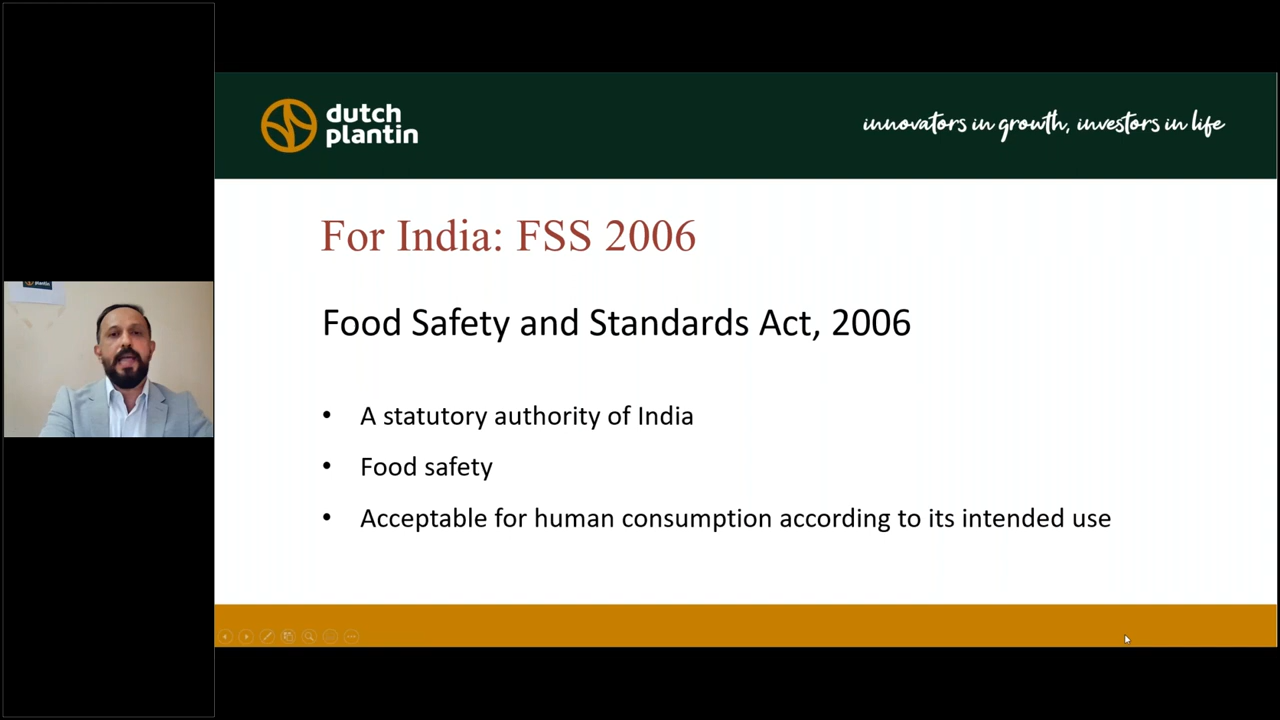 dutch
plantin
innovators in growth, investors in life
For India: FSS 2006
Food Safety and Standards Act, 2006
• A statutory authority of India
• Food safety
• Acceptable for human consumption according to its intended use
plantin